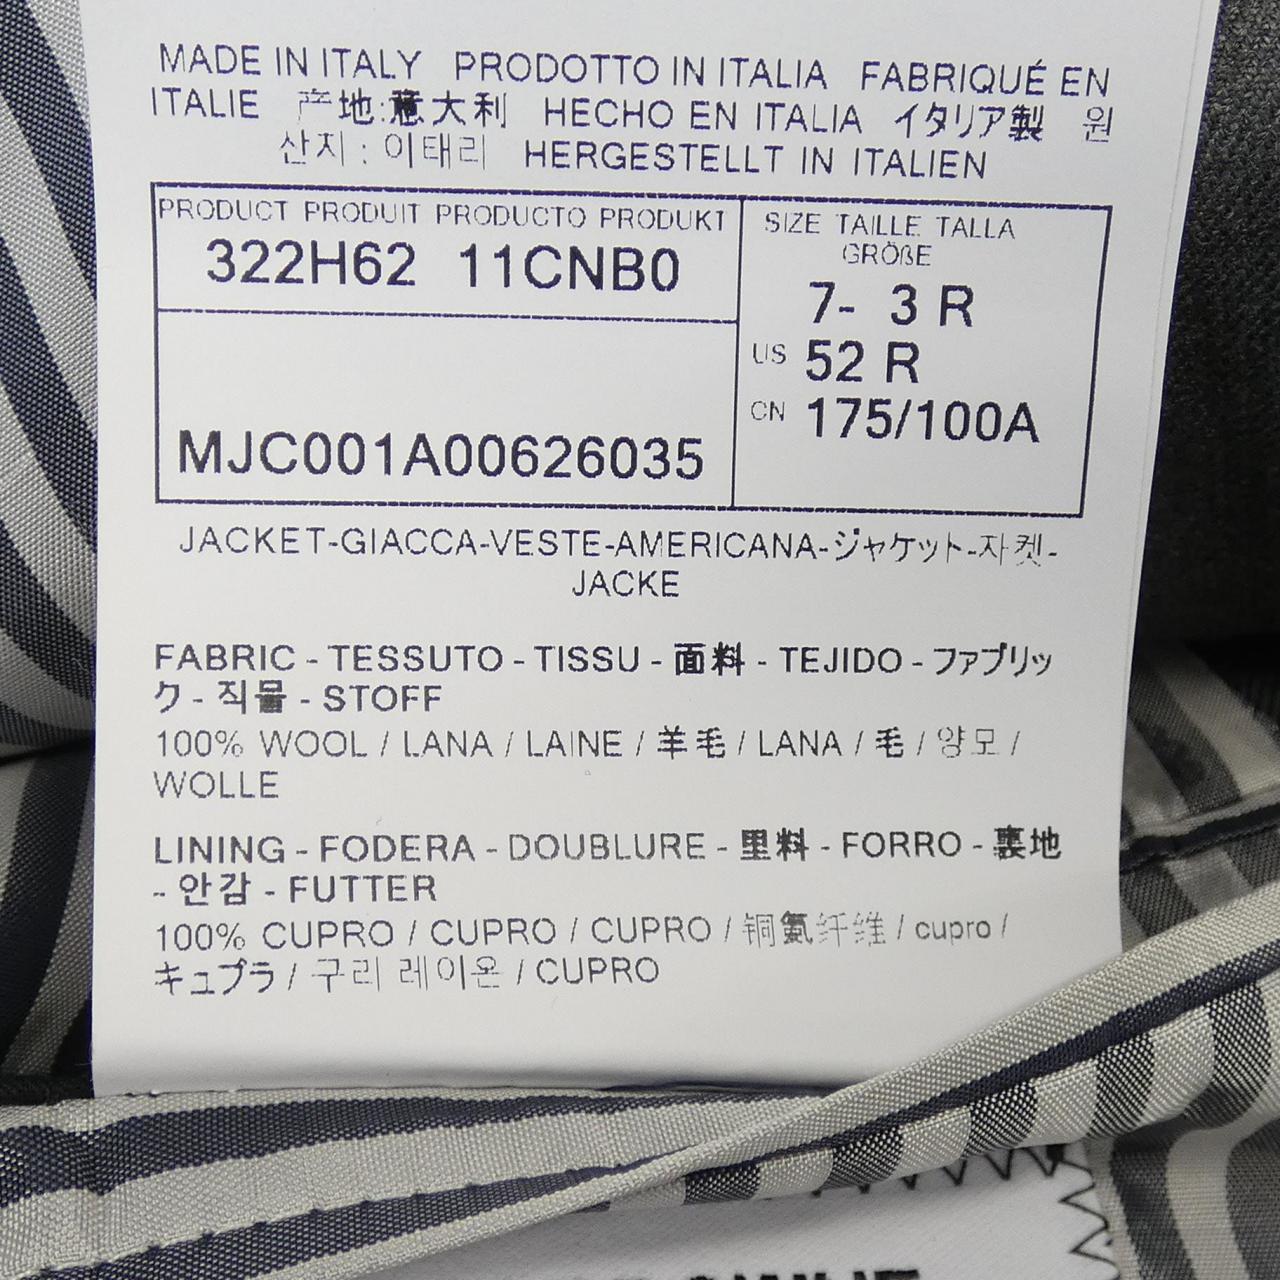 MADE IN ITALY PRODOTTO IN ITALIA FABRIQUÉ EN
ITALIE 产地:意大利 HECHO EN ITALIA イタリア製 원
산지 : 이태리 HERGESTELLT IN ITALIEN
PRODUCT PRODUIT PRODUCTO PRODUKT
322H62 11CNB0
MJC001A00626035
SIZE TAILLE TALLA
GRÖßE
7- 3 R
US 52 R
CN 175/100A
JACKET-GIACCA-VESTE-AMERICANA-ジャケット-자켓-
JACKE
FABRIC - TESSUTO - TISSU - 面料 - TEJIDO - ファブリッ
ク - 직물 - STOFF
100% WOOL / LANA / LAINE / 羊毛 / LANA / 毛 / 양모 /
WOLLE
LINING - FODERA - DOUBLURE - 里料 - FORRO - 裏地
- 안감 - FUTTER
100% CUPRO / CUPRO / CUPRO / 铜氨纤维 / cupro /
キュプラ / 구리 레이온 / CUPRO